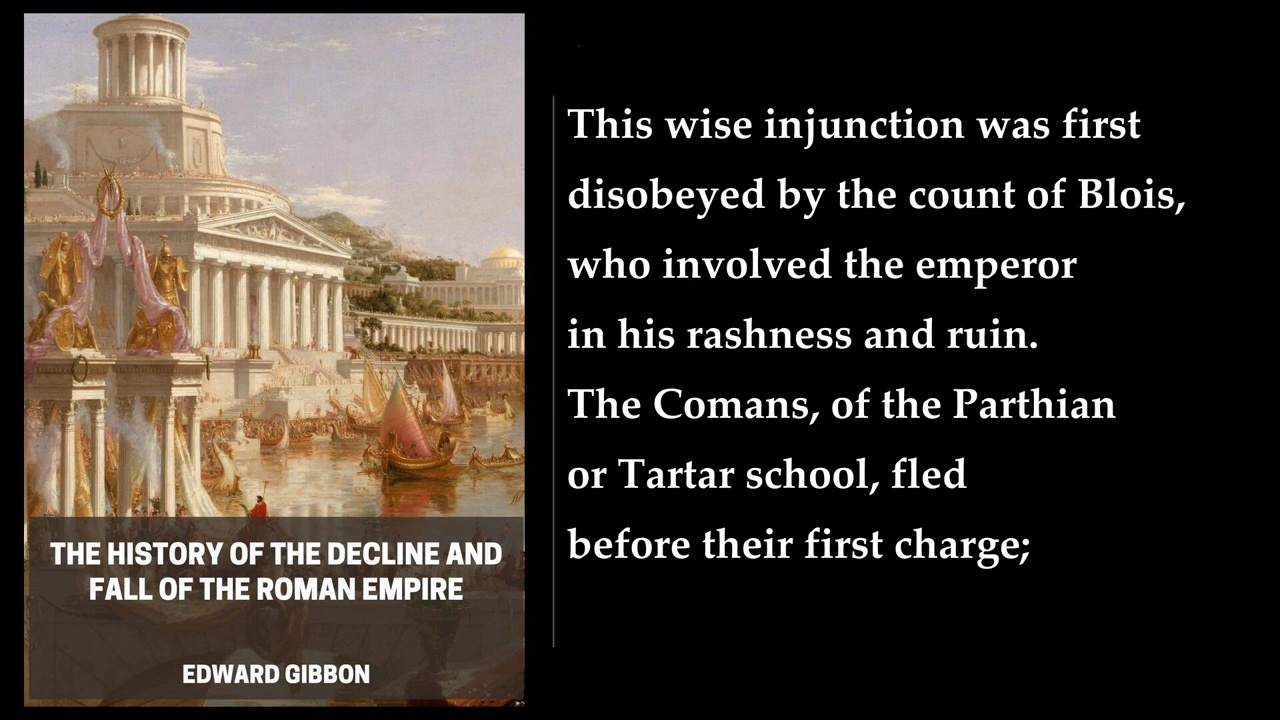 This wise injunction was first
disobeyed by the count of Blois,
who involved the emperor
in his rashness and ruin.
The Comans, of the Parthian
or Tartar school, fled
before their first charge;
THE HISTORY OF THE DECLINE AND
FALL OF THE ROMAN EMPIRE
EDWARD GIBBON